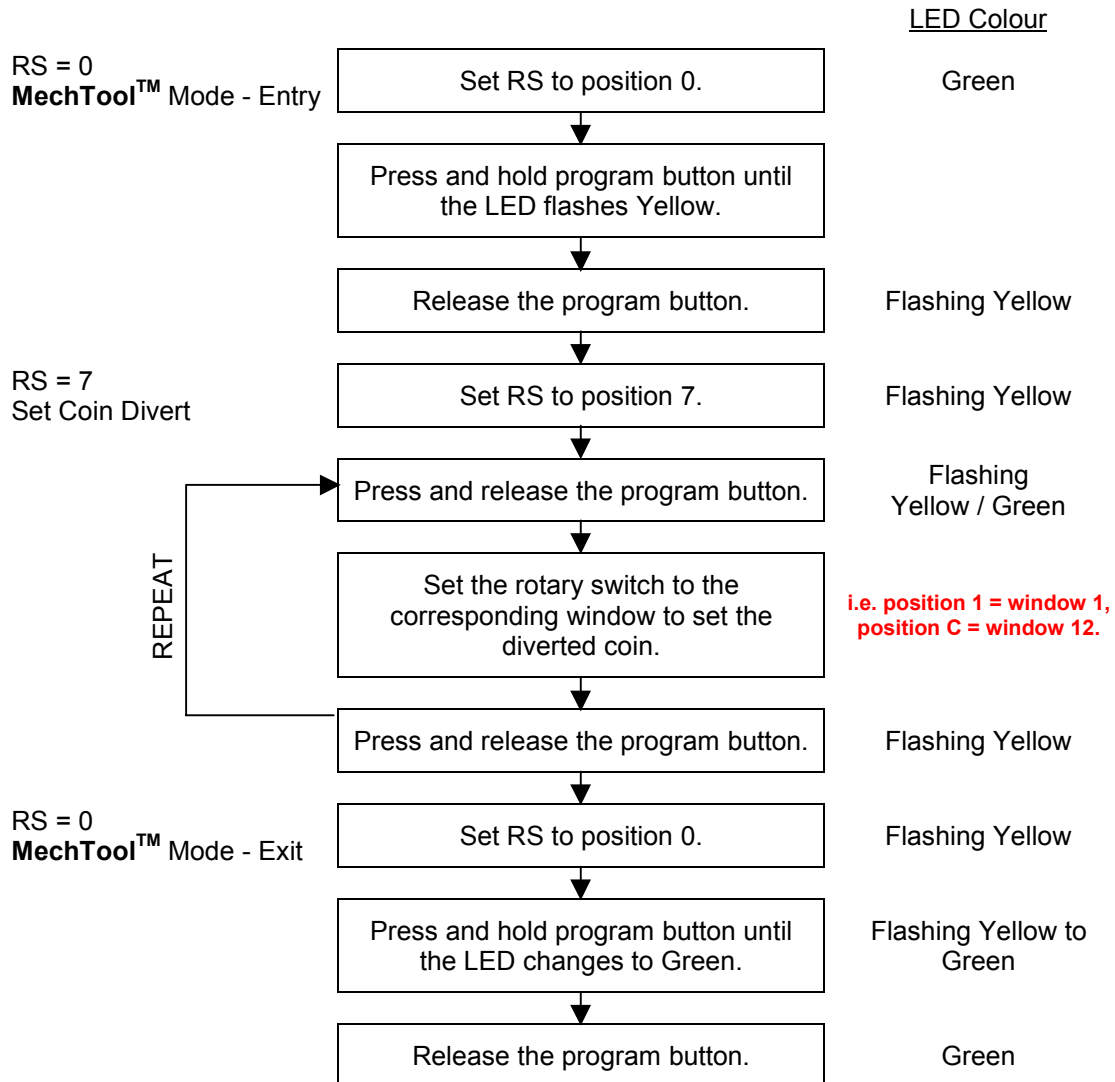 LED Colour
RS = 0
MechTool™ Mode - Entry
Set RS to position 0.
Green
Press and hold program button until
the LED flashes Yellow.
Release the program button.
Flashing Yellow
RS = 7
Set Coin Divert
Set RS to position 7.
Flashing Yellow
Press and release the program button.
Flashing
Yellow / Green
REPEAT
Set the rotary switch to the
corresponding window to set the
diverted coin.
i.e. position 1 = window 1,
position C = window 12.
Press and release the program button.
Flashing Yellow
RS = 0
MechTool™ Mode - Exit
Set RS to position 0.
Flashing Yellow
Press and hold program button until
the LED changes to Green.
Flashing Yellow to
Green
Release the program button.
Green